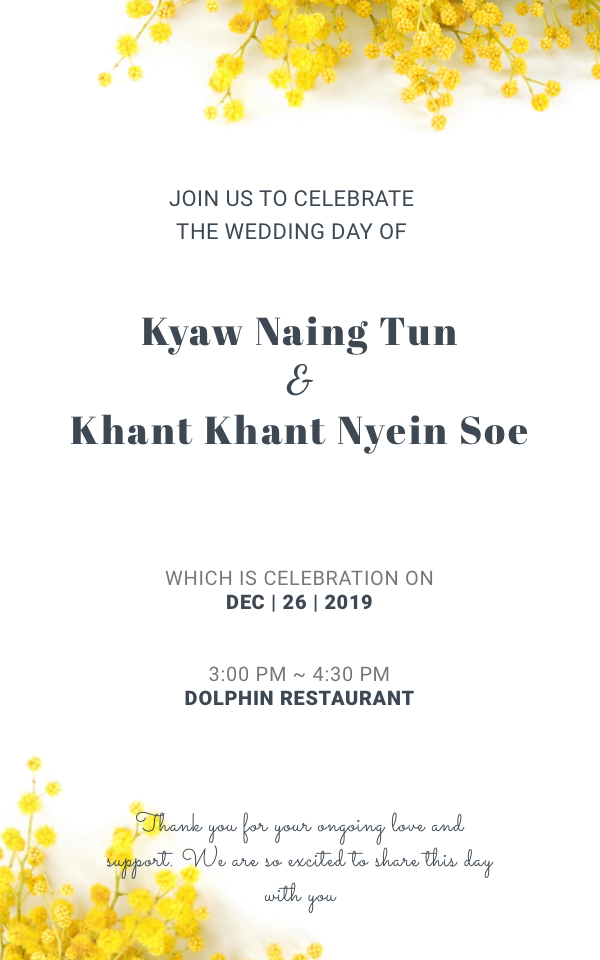 JOIN US TO CELEBRATE
THE WEDDING DAY OF
Kyaw Naing Tun
&
Khant Khant Nyein Soe
WHICH IS CELEBRATION ON
DEC | 26 | 2019
3:00 PM ~ 4:30 PM
DOLPHIN RESTAURANT
Thank you for your ongoing love and
support. We are so excited to share this day
with you